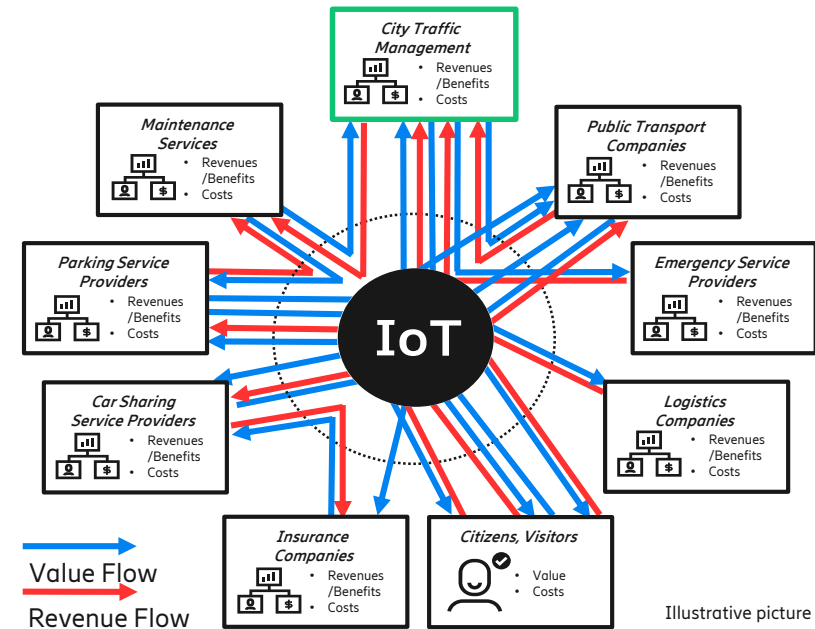 City Traffic
Management
• Revenues
/Benefits
• Costs
$
Maintenance
Services
• Revenues
/Benefits
• Costs
$
Public Transport
Companies
• Revenues
/Benefits
• Costs
$
Parking Service
Providers
• Revenues
/Benefits
• Costs
$
Emergency Service
Providers
• Revenues
/Benefits
• Costs
$
IoT
Car Sharing
Service Providers
• Revenues
/Benefits
• Costs
$
Logistics
Companies
• Revenues
/Benefits
• Costs
$
Insurance
Companies
• Revenues
/Benefits
• Costs
$
Citizens, Visitors
• Value
• Costs
Value Flow
Revenue Flow
Illustrative picture